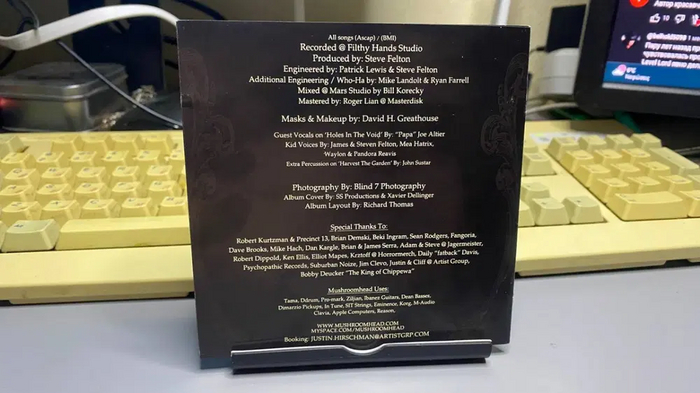 All songs (Ascap) / (BMI)
Recorded @ Filthy Hands Studio
Produced by: Steve Felton
Engineered by: Patrick Lewis & Steve Felton
Additional Engineering / Who-Ha by: Mike Landolt & Ryan Farrell
Mixed @ Mars Studio by Bill Korecky
Mastered by: Roger Lian @ Masterdisk
Masks & Makeup by: David H. Greathouse
Guest Vocals on 'Holes In The Void' By: "Papa" Joe Altier
Kid Voices By: James & Steven Felton, Mea Hatrix,
Waylon & Pandora Reavis
Extra Percussion on 'Harvest The Garden' By: John Sustar
Photography By: Blind 7 Photography
Album Cover By: SS Productions & Xavier Dellinger
Album Layout By: Richard Thomas
Special Thanks To:
Robert Kurtzman & Precinct 13, Brian Demski, Beki Ingram, Sean Rodgers, Fangoria,
Dave Brooks, Mike Hach, Dan Kargle, Brian & James Serra, Adam & Steve @ Jagermeister,
Robert Dippold, Ken Ellis, Elliot Mapes, Krztoff @ Horrormerch, Daily "fatback" Davis,
Psychopathic Records, Suburban Noize, Jim Clevo, Justin & Cliff @ Artist Group,
Bobby Deucker "The King of Chippewa"
Mushroomhead Uses:
Tama, Ddrum, Pro-mark, Ziljian, Ibanez Guitars, Dean Basses,
Dimarzio Pickups, In Tune, SIT Strings, Eminence, Korg, M-Audio
Clavia, Apple Computers, Reason,
WWW.MUSHROOMHEAD.COM
MYSPACE.COM/MUSHROOMHEAD
Booking: JUSTIN.HIRSCHMAN@ARTISTGRP.COM
Автор красав
10
Пару лет назад
Level Lord